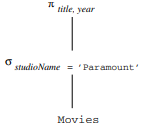 π title, year
σ studioName = 'Paramount'
Movies